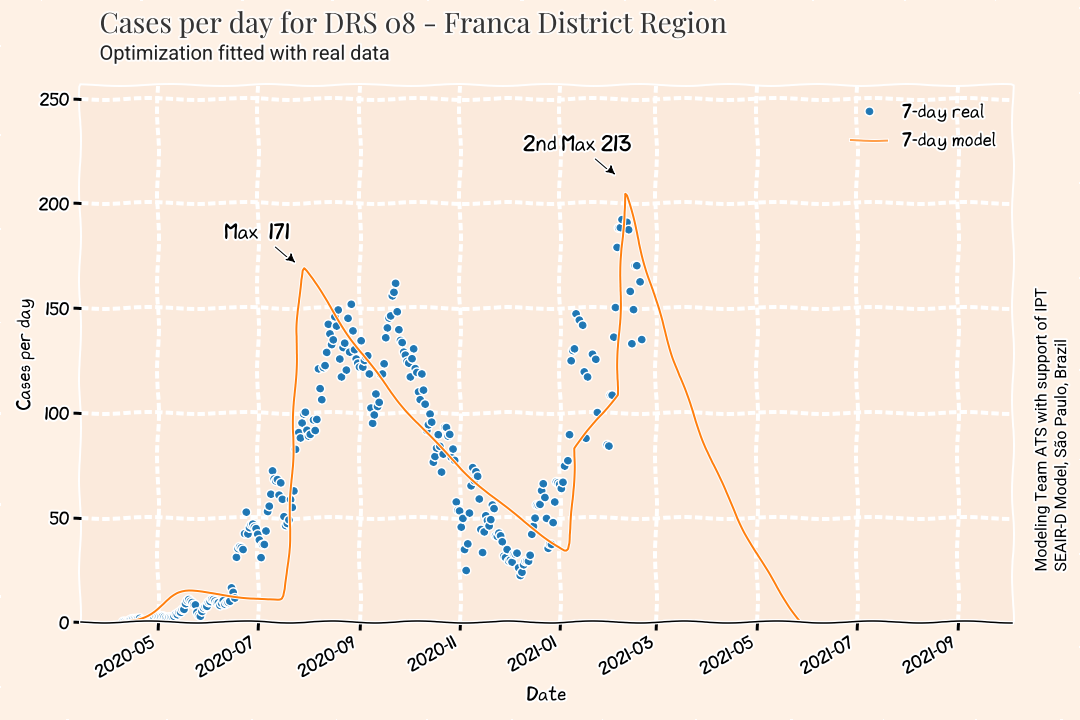 Cases per day for DRS 08 - Franca District Region
Optimization fitted with real data
250
200
150
100
50
0
Cases per day
7-day real
7-day model
2nd Max 213
Max 171
2020-05
2020-07
2020-09
2020-11
2021-01
2021-03
2021-05
2021-07
2021-09
Date
Modeling Team ATS with support of IPT
SEAIR-D Model, São Paulo, Brazil